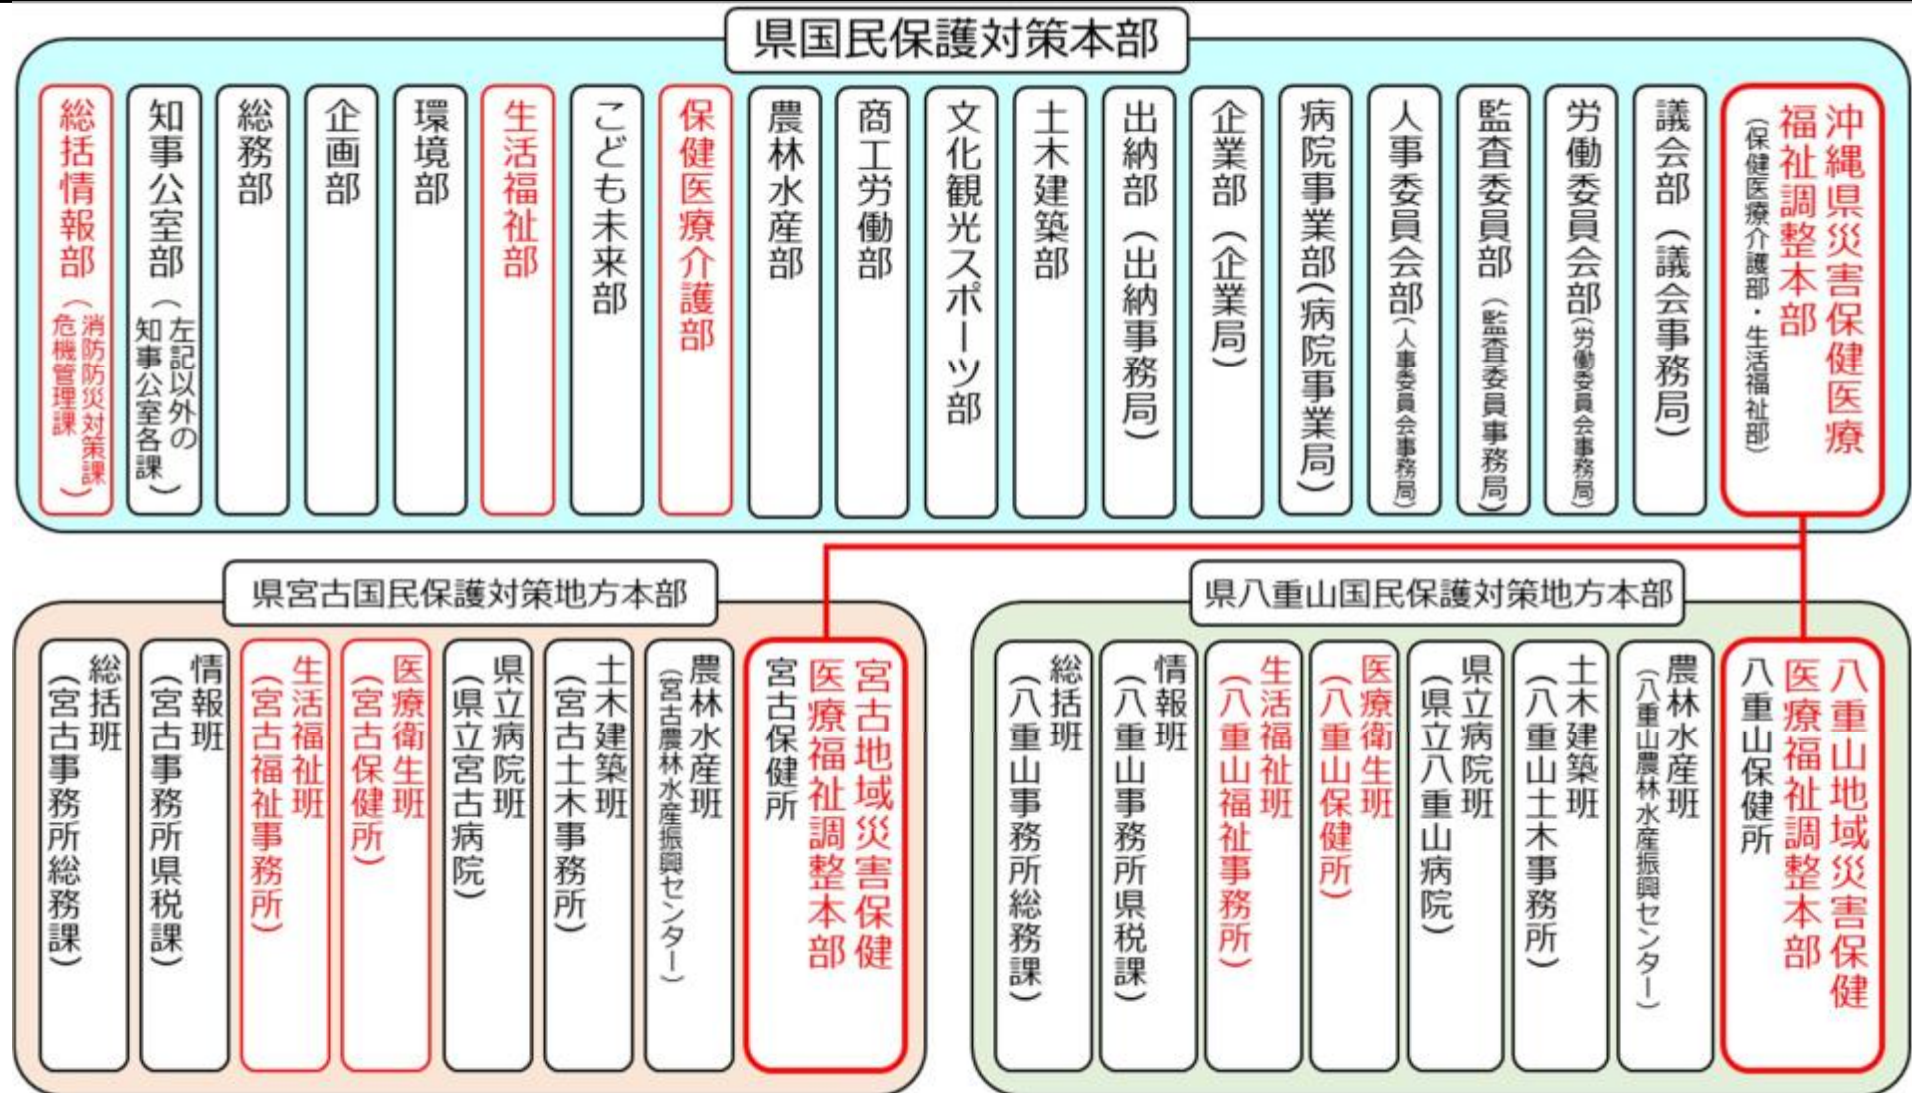 県国民保護対策本部
総括情報部
(消防防災対策課
危機管理課)
知事公室部
(左記以外の
知事公室各課)
総務部
企画部
環境部
生活福祉部
こども未来部
保健医療介護部
農林水産部
商工労働部
文化観光スポーツ部
土木建築部
出納部(出納事務局)
企業部(企業局)
病院事業部(病院事業局)
人事委員会部(人事委員会事務局)
監査委員部(監査委員事務局)
労働委員会部(労働委員会事務局)
議会部(議会事務局)
沖縄県災害保健医療
福祉調整本部
(保健医療介護部・生活福祉部)
県宮古国民保護対策地方本部
総括班
(宮古事務所総務課)
情報班
(宮古事務所県税課)
生活福祉班
(宮古福祉事務所)
医療衛生班
(宮古保健所)
県立病院班
(県立宮古病院)
土木建築班
(宮古土木事務所)
農林水産班
(宮古農林水産振興センター)
宮古地域災害保健
医療福祉調整本部
宮古保健所
県八重山国民保護対策地方本部
総括班
(八重山事務所総務課)
情報班
(八重山事務所県税課)
生活福祉班
(八重山福祉事務所)
医療衛生班
(八重山保健所)
県立病院班
(県立八重山病院)
土木建築班
(八重山土木事務所)
農林水産班
(八重山農林水産振興センター)
八重山地域災害保健
医療福祉調整本部
八重山保健所